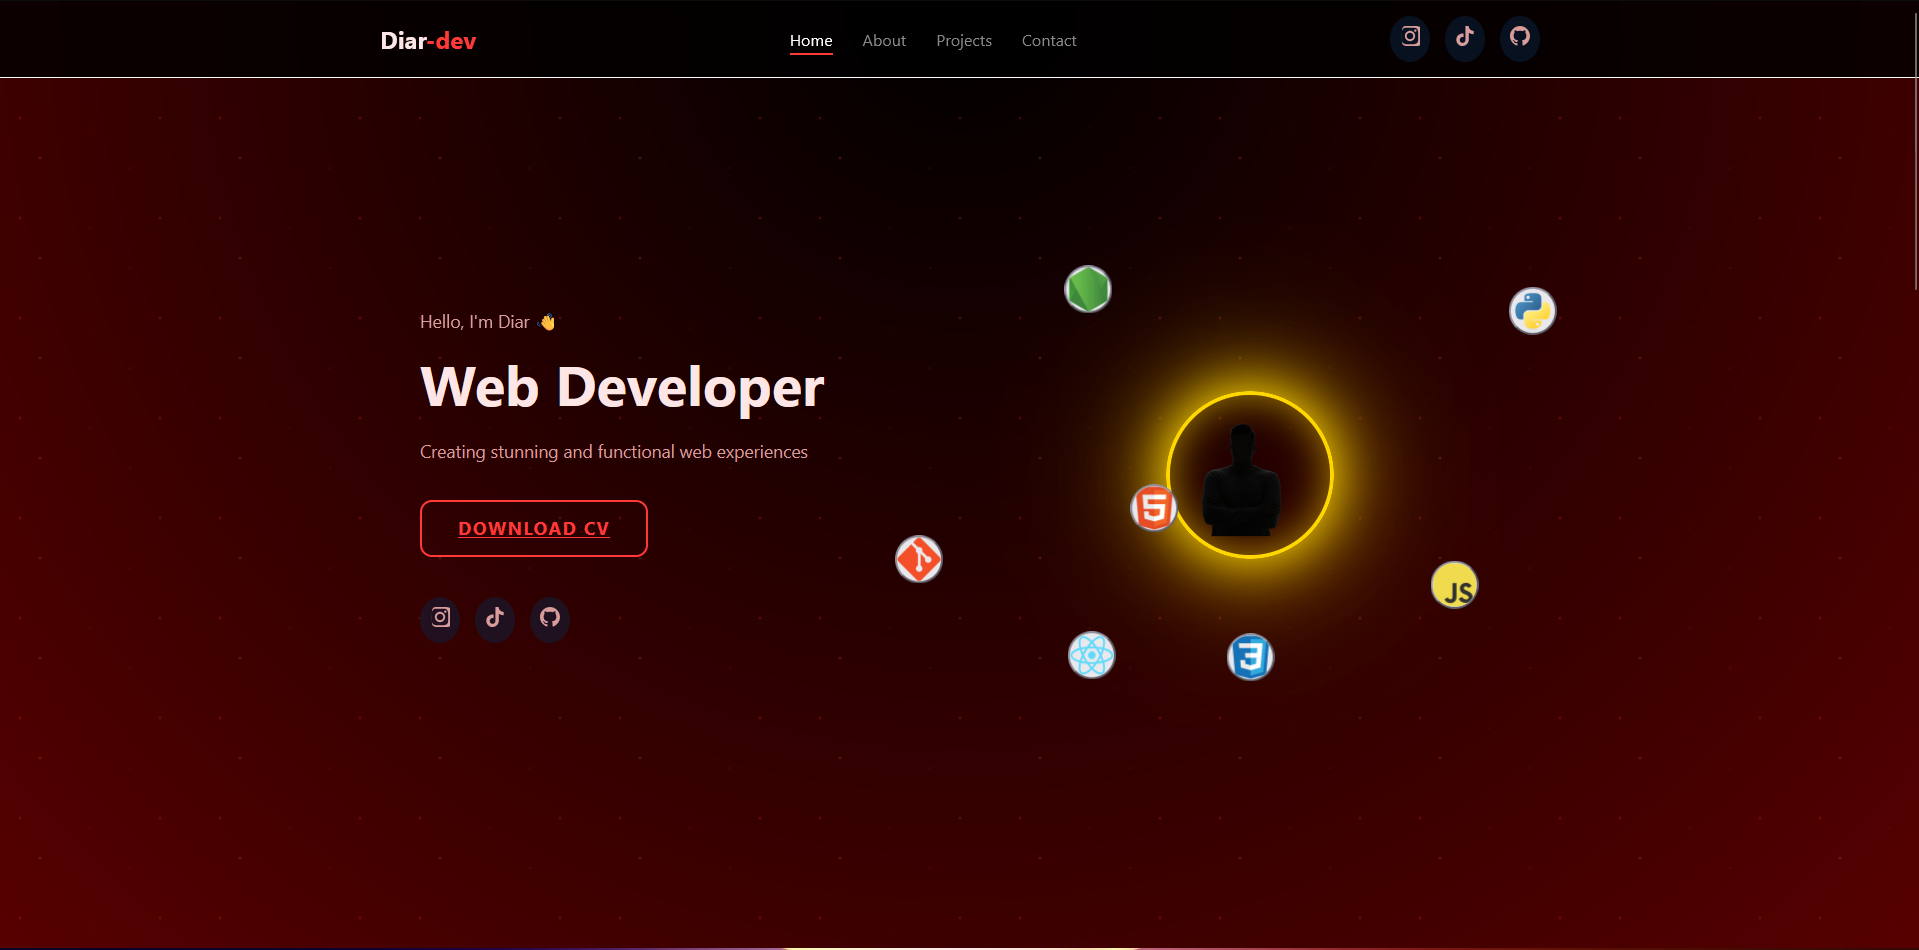 Diar-dev
Home
About
Projects
Contact
Hello, I'm Diar 👋
Web Developer
Creating stunning and functional web experiences
DOWNLOAD CV
5
JS
3